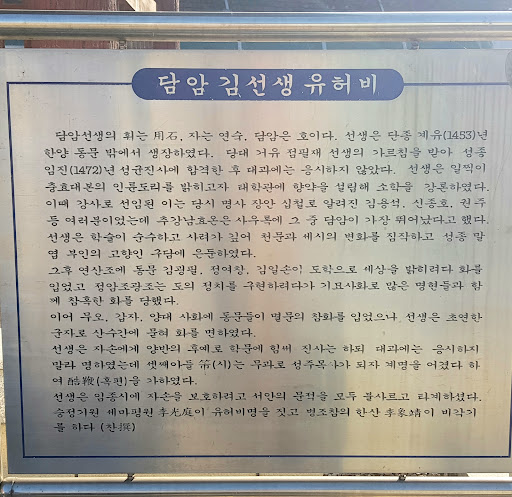 담암 김선생 유허비
담암선생의 휘는 用石, 자는 연숙, 담암은 호이다. 선생은 단종 계유(1453)년
한양 동문 밖에서 생장하였다. 당대 거유 점필재 선생의 가르침을 받아 성종
임진(1472)년 성균진사에 합격한 후 대과에는 응시하지 않았다. 선생은 일찍이
출효대본의 인륜도리를 밝히고자 태학관에 향약을 설립해 소학을 강론하였다.
이때 강사로 선임된 이는 당시 명사 장안 십철로 알려진 김용석, 신종호, 권주
등 여러분이었는데 추강남효온은 사우록에 그 중 담암이 가장 뛰어났다고 했다.
선생은 학술이 순수하고 사려가 깊어 천문과 세시의 변화를 짐작하고 성종 말
엽 부인의 고향인 구담에 은둔하였다.
그후 연산조에 동문 김굉필, 정여창, 김일손이 도학으로 세상을 밝히려다 화를
입었고 정암조광조는 도의 정치를 구현하려다가 기묘사화로 많은 명현들과 함
께 참혹한 화를 당했다.
이어 무오, 갑자, 양대 사화에 동문들이 멸문의 참화를 입었으나 선생은 초연한
군자로 산수간에 묻혀 화를 면하였다.
선생은 자손에게 양반의 후예로 학문에 힘써 진사는 하되 대과에는 응시하지
말라 명하였는데 셋째아들 (시)는 무과로 성주목사가 되자 계명을 어겼다 하
여 酷鞭(혹편)을 가하였다.
선생은 임종시에 자손을 보호하려고 서안의 문적을 모두 불사르고 타계하셨다.
승정가원 세마평원 李光庭이 유허비명을 짓고 병조참의 한산 李象靖이 비각기
를 하다 (찬撰)